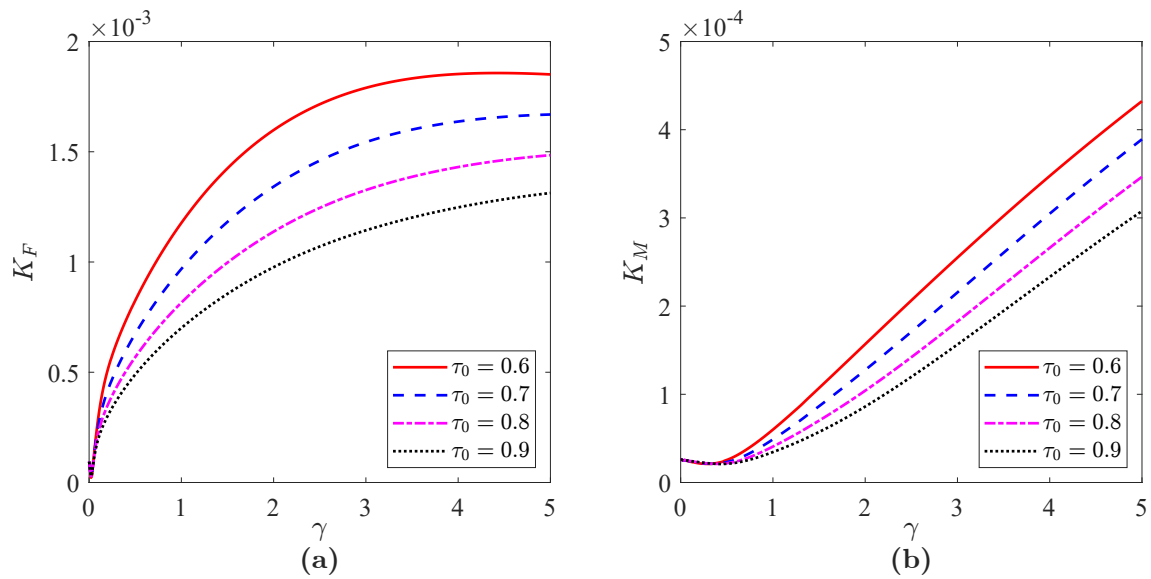 ×10⁻³
2
1.5
1
0.5
0
K_F
0 1 2 3 4 5
γ
τ₀ = 0.6
τ₀ = 0.7
τ₀ = 0.8
τ₀ = 0.9
(a)
×10⁻⁴
5
4
3
2
1
0
K_M
0 1 2 3 4 5
γ
τ₀ = 0.6
τ₀ = 0.7
τ₀ = 0.8
τ₀ = 0.9
(b)